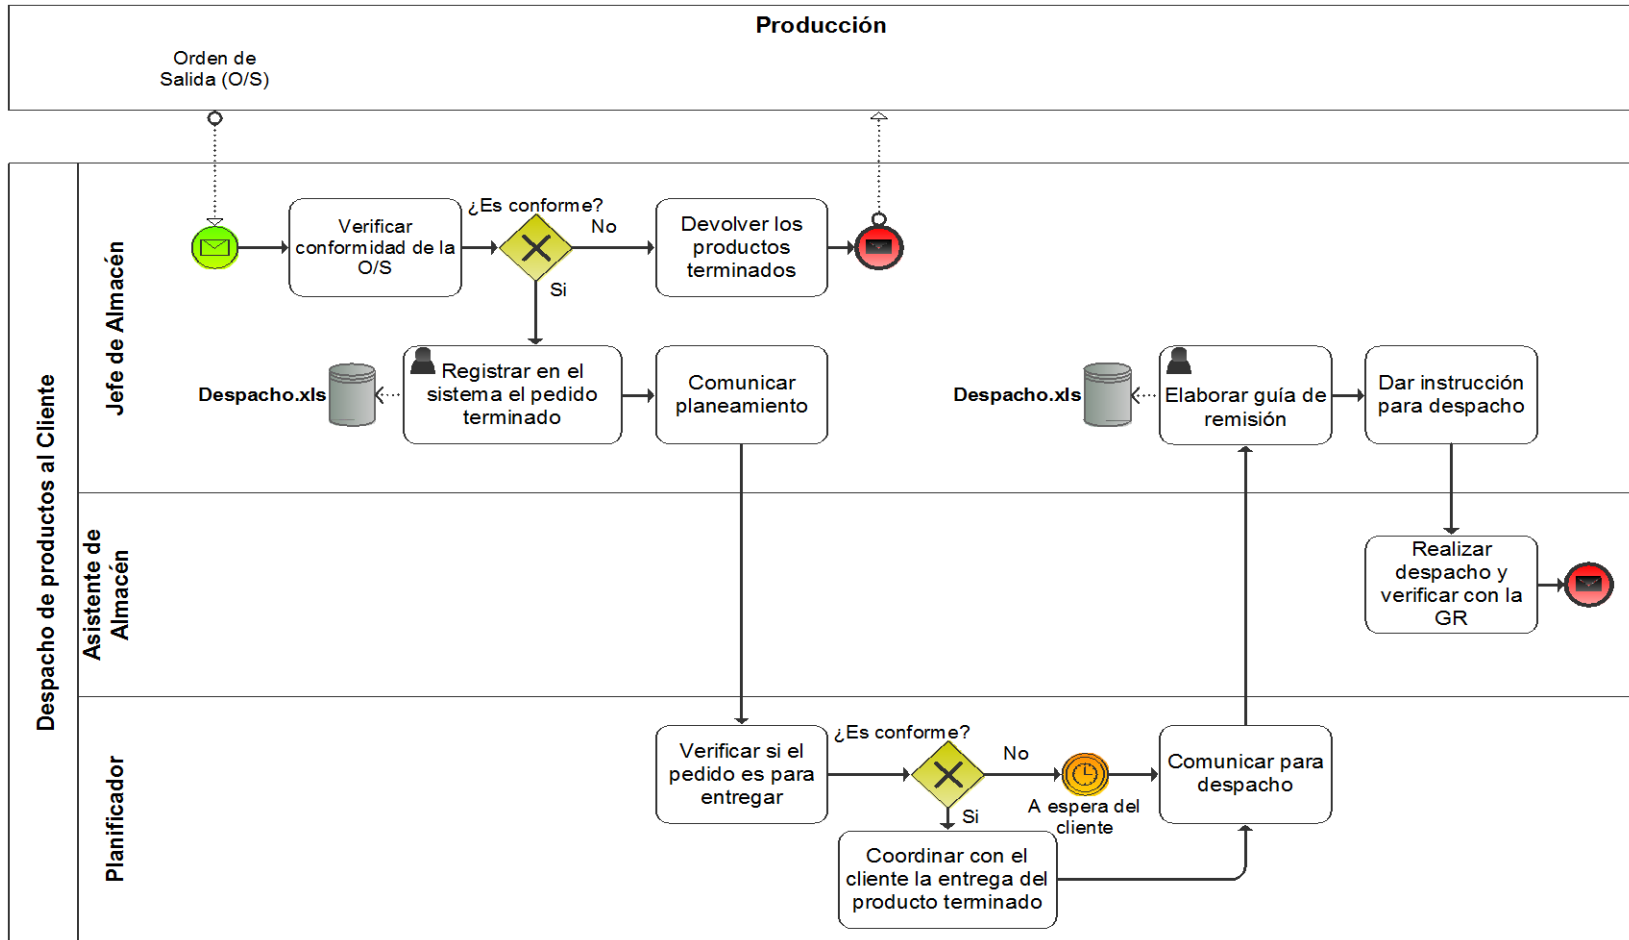 Producción
Orden de
Salida (O/S)
Despacho de productos al Cliente
Jefe de Almacén
Verificar
conformidad de la
O/S
¿Es conforme?
No
Si
Devolver los
productos
terminados
Despacho.xls
Registrar en el
sistema el pedido
terminado
Comunicar
planeamiento
Despacho.xls
Elaborar guía de
remisión
Dar instrucción
para despacho
Asistente de
Almacén
Realizar
despacho y
verificar con la
GR
Planificador
Verificar si el
pedido es para
entregar
¿Es conforme?
No
Si
A espera del
cliente
Comunicar para
despacho
Coordinar con el
cliente la entrega del
producto terminado